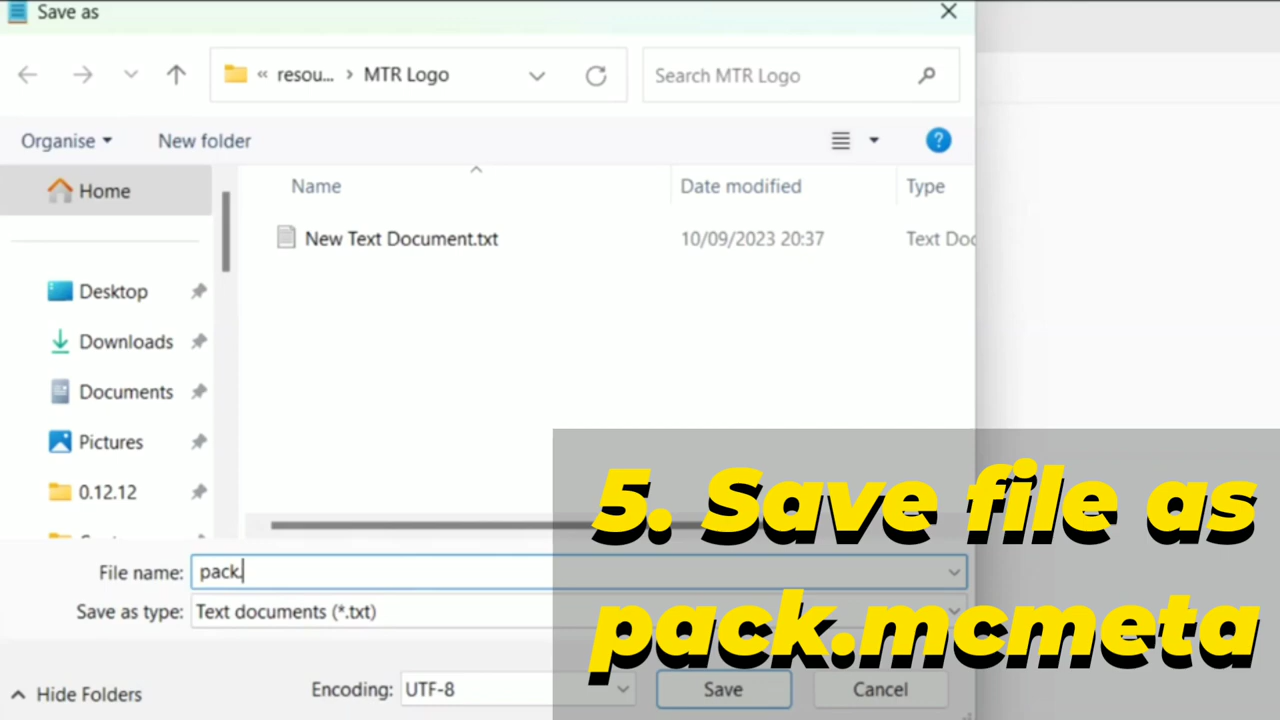 Save as
« resou... › MTR Logo
Search MTR Logo
Organise
New folder
Home
Name
Date modified
Type
New Text Document.txt
10/09/2023 20:37
Text Doc
Desktop
Downloads
Documents
Pictures
0.12.12
File name: pack.
Save as type: Text documents (*.txt)
5. Save file as
pack.mcmeta
Hide Folders
Encoding: UTF-8
Save
Cancel